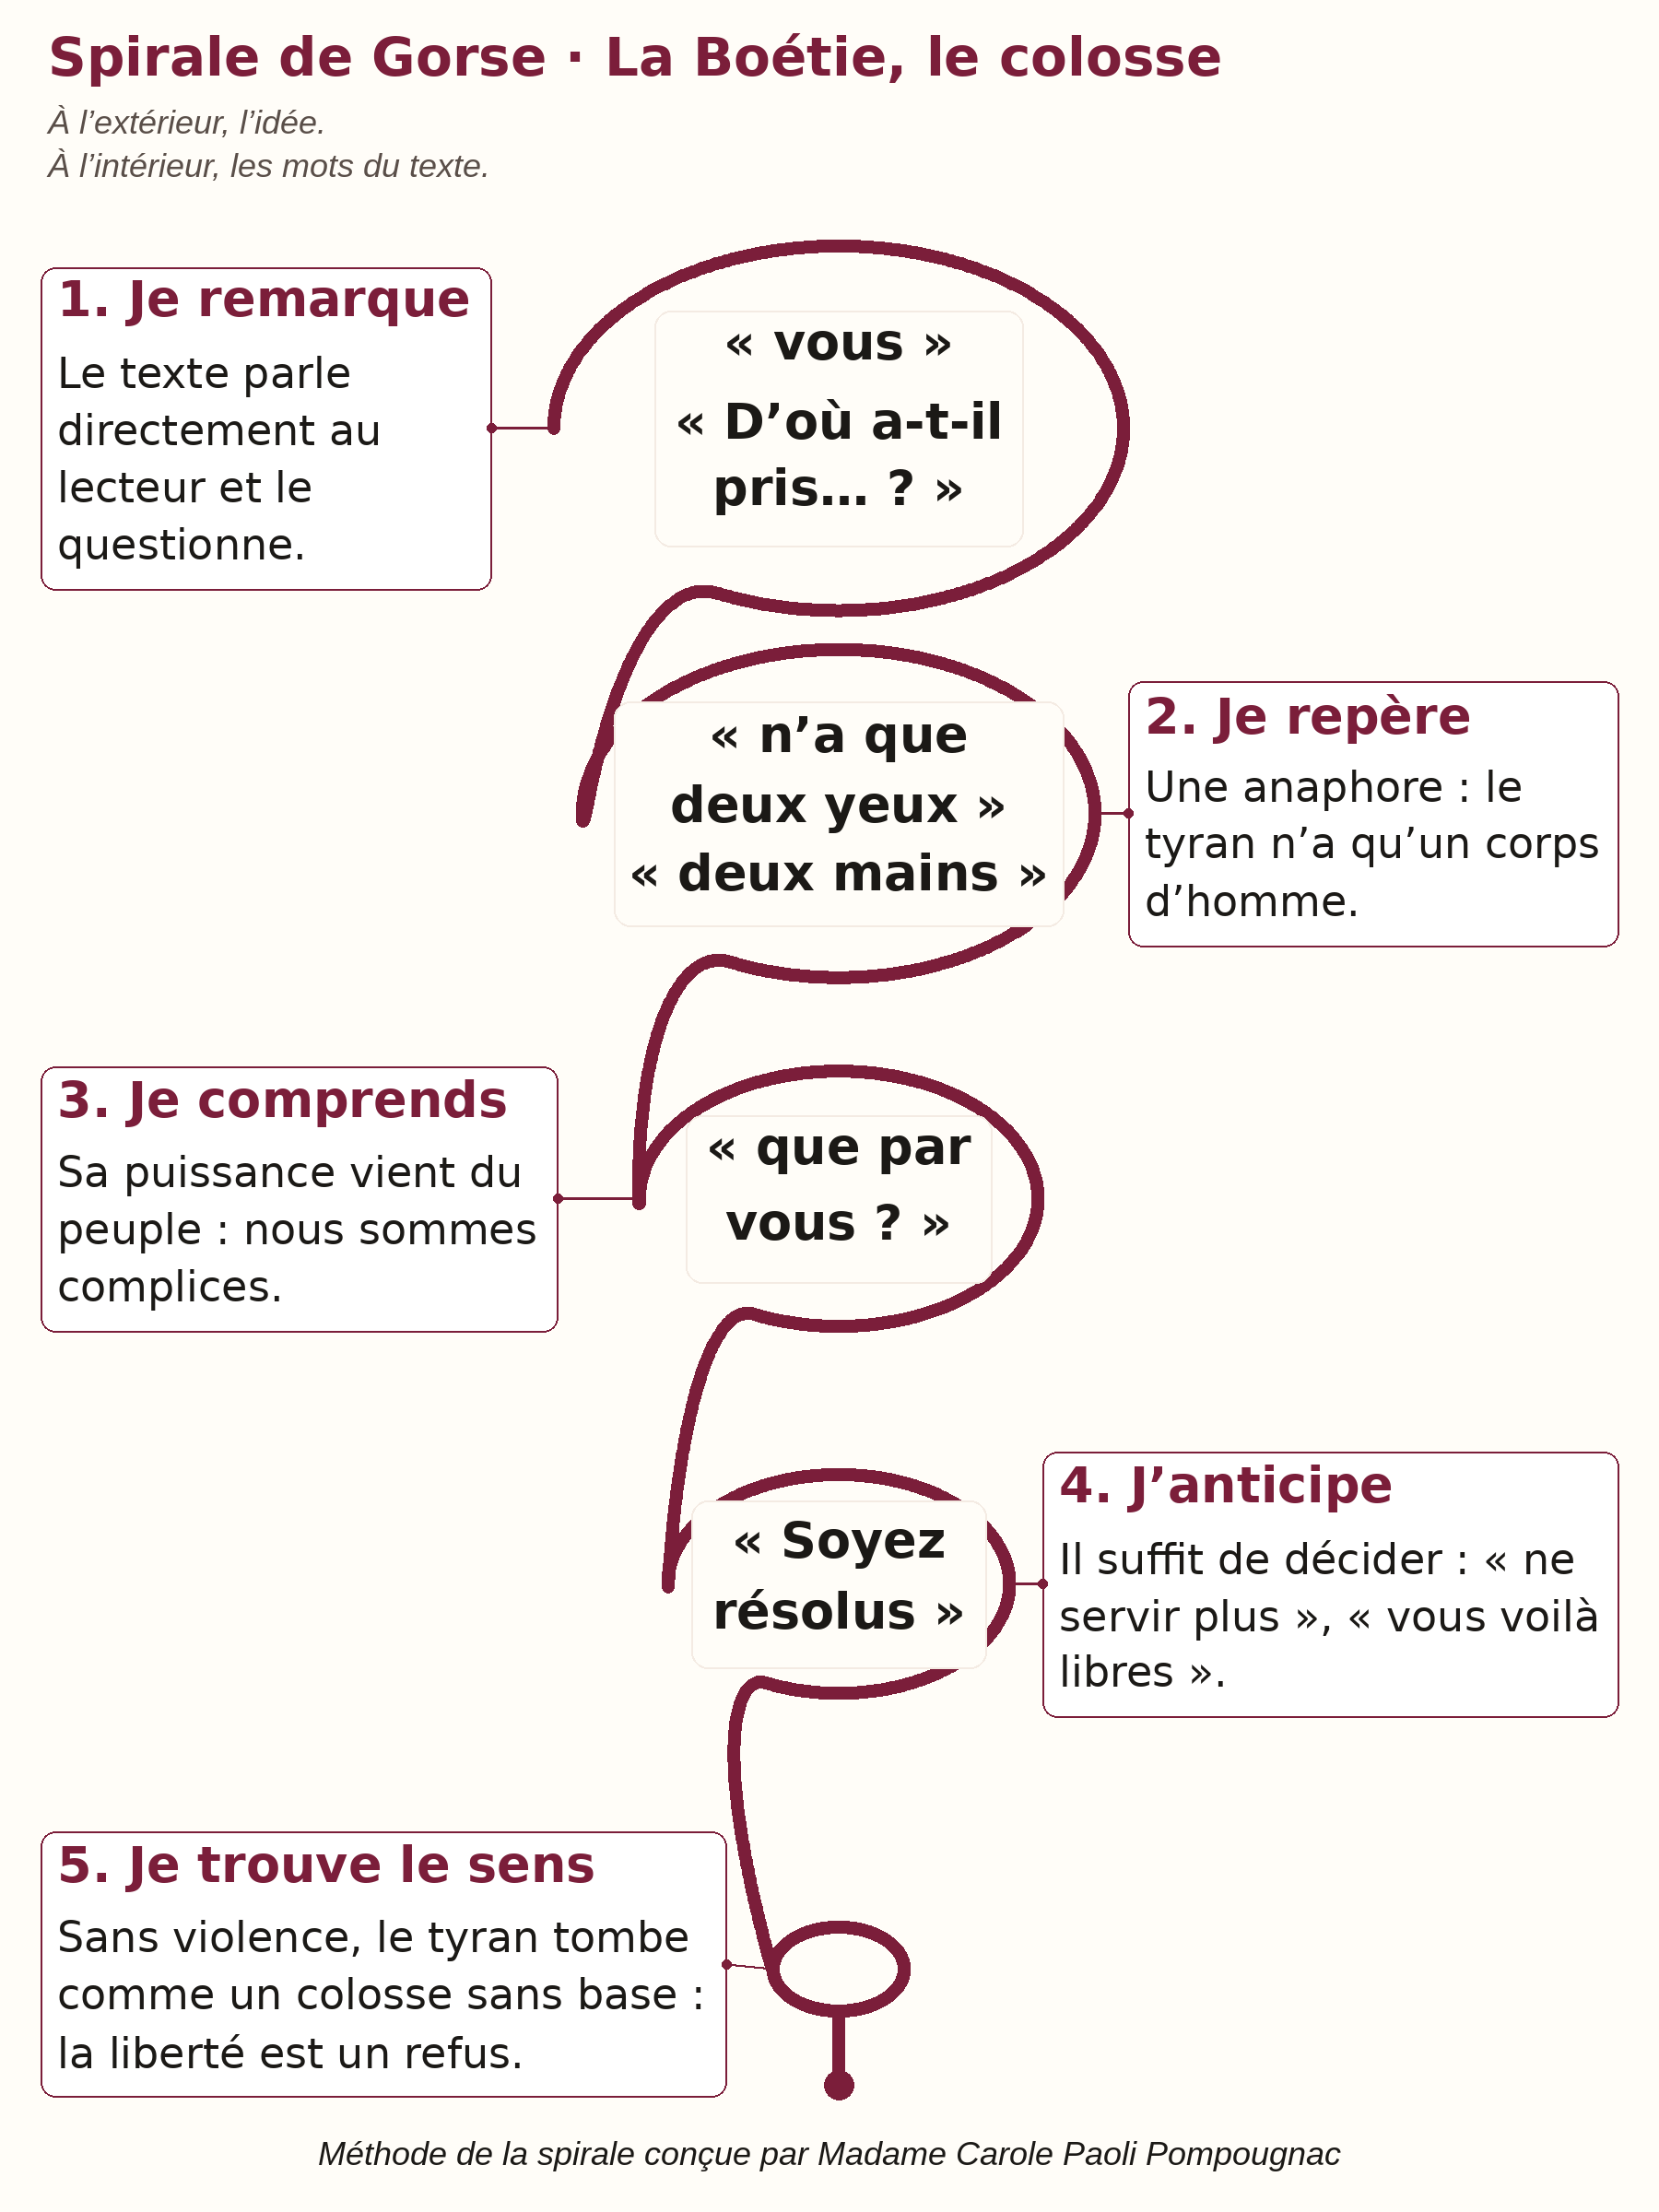 Spirale de Gorse · La Boétie, le colosse
À l’extérieur, l’idée.
À l’intérieur, les mots du texte.
1. Je remarque
Le texte parle
directement au
lecteur et le
questionne.
« vous »
« D’où a-t-il
pris… ? »
« n’a que
deux yeux »
« deux mains »
2. Je repère
Une anaphore : le
tyran n’a qu’un corps
d’homme.
3. Je comprends
Sa puissance vient du
peuple : nous sommes
complices.
« que par
vous ? »
« Soyez
résolus »
4. J’anticipe
Il suffit de décider : « ne
servir plus », « vous voilà
libres ».
5. Je trouve le sens
Sans violence, le tyran tombe
comme un colosse sans base :
la liberté est un refus.
Méthode de la spirale conçue par Madame Carole Paoli Pompougnac